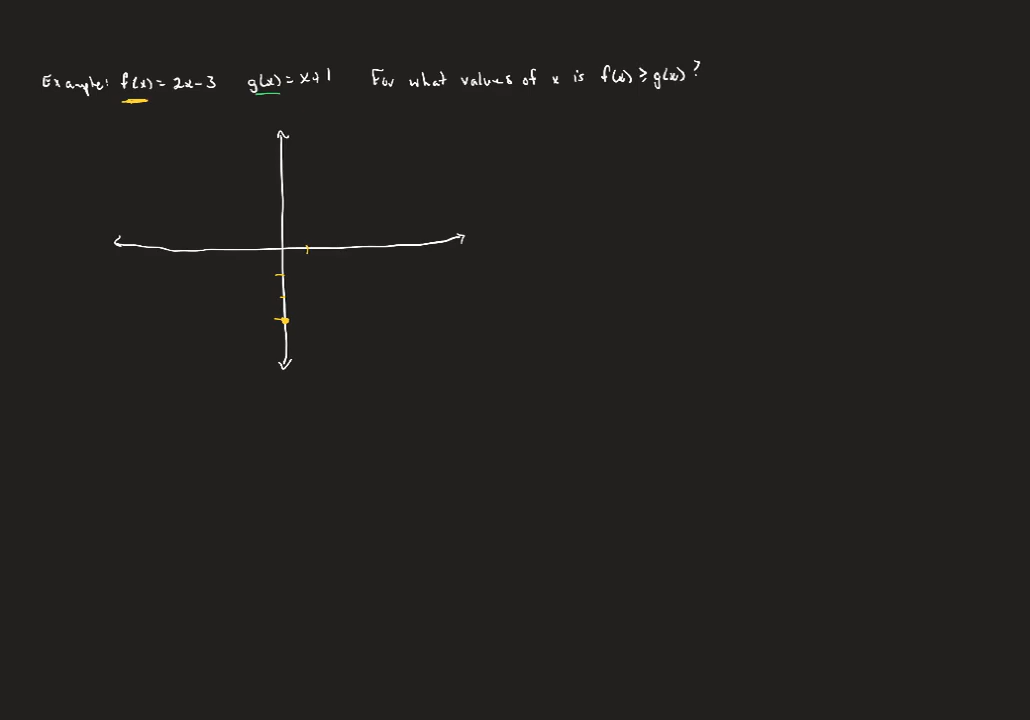 Example: f(x) = 2x - 3 g(x) = x + 1 For what values of x is f(x) ≥ g(x)?